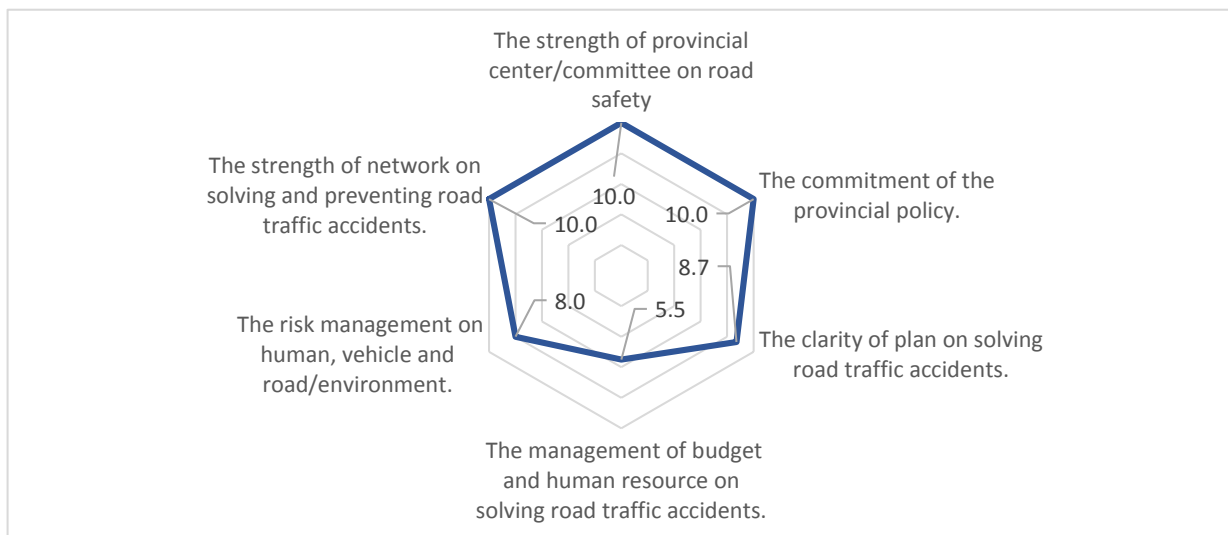 The strength of provincial
center/committee on road
safety
The strength of network on
solving and preventing road
traffic accidents.
The commitment of the
provincial policy.
10.0
10.0
10.0
8.7
8.0
5.5
The risk management on
human, vehicle and
road/environment.
The clarity of plan on solving
road traffic accidents.
The management of budget
and human resource on
solving road traffic accidents.